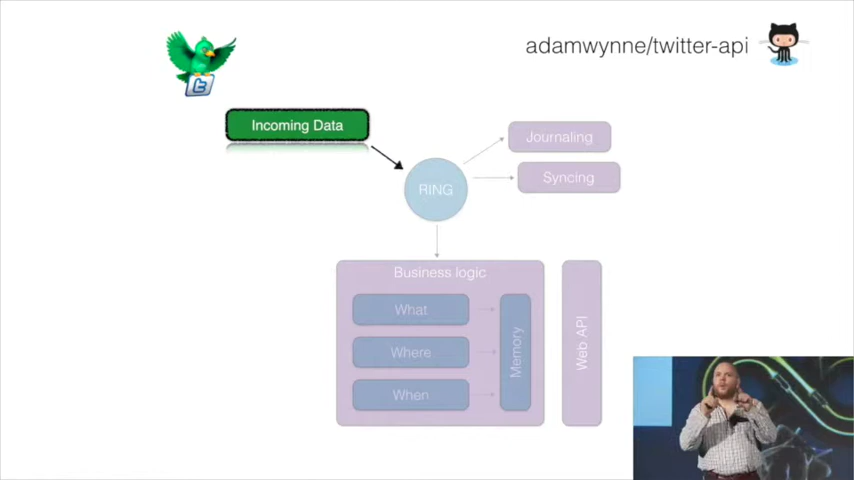 adamwynne/twitter-api
Incoming Data
Journaling
Syncing
RING
Business logic
What
Where
When
Memory
Web API